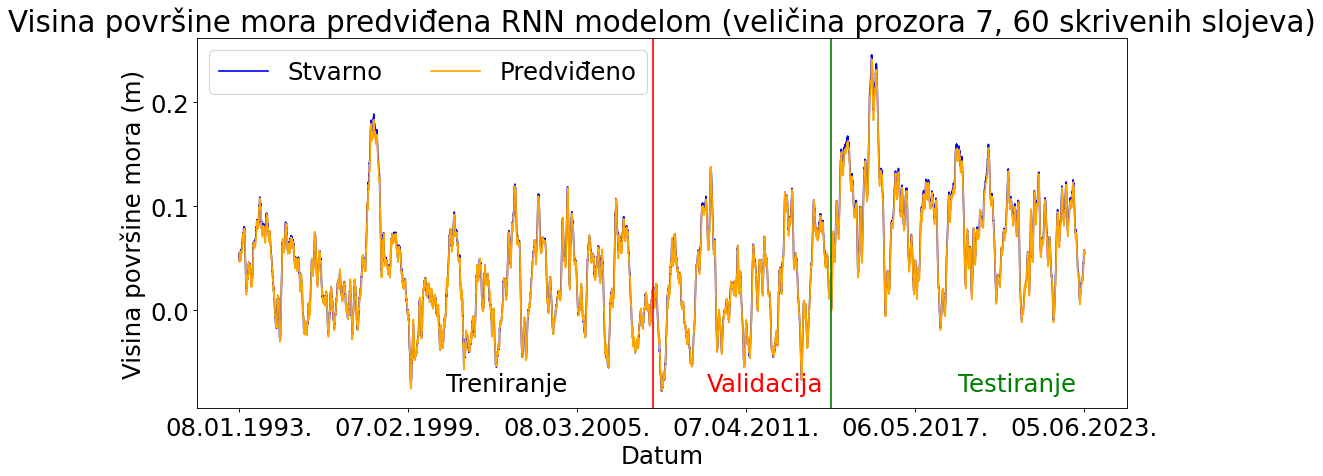 Visina površine mora predviđena RNN modelom (veličina prozora 7, 60 skrivenih slojeva)
Stvarno
Predviđeno
Visina površine mora (m)
0.2
0.1
0.0
Treniranje
Validacija
Testiranje
08.01.1993.
07.02.1999.
08.03.2005.
07.04.2011.
06.05.2017.
05.06.2023.
Datum